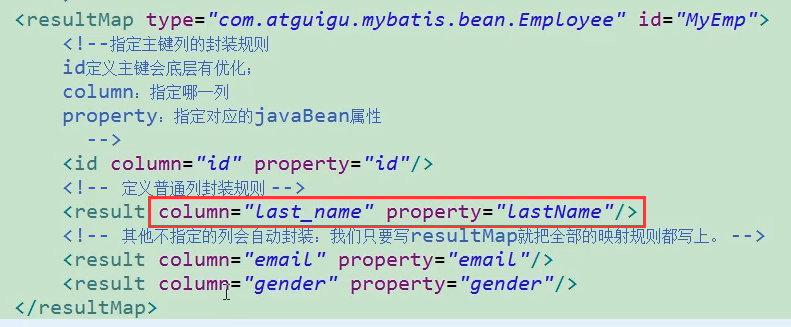 <resultMap type="com.atguigu.mybatis.bean.Employee" id="MyEmp">
<!--指定主键列的封装规则
id定义主键会底层有优化；
column：指定哪一列
property：指定对应的javaBean属性
-->
<id column="id" property="id"/>
<!-- 定义普通列封装规则 -->
<result column="last_name" property="lastName"/>
<!-- 其他不指定的列会自动封装：我们只要写resultMap就把全部的映射规则都写上。 -->
<result column="email" property="email"/>
<result column="gender" property="gender"/>
</resultMap>